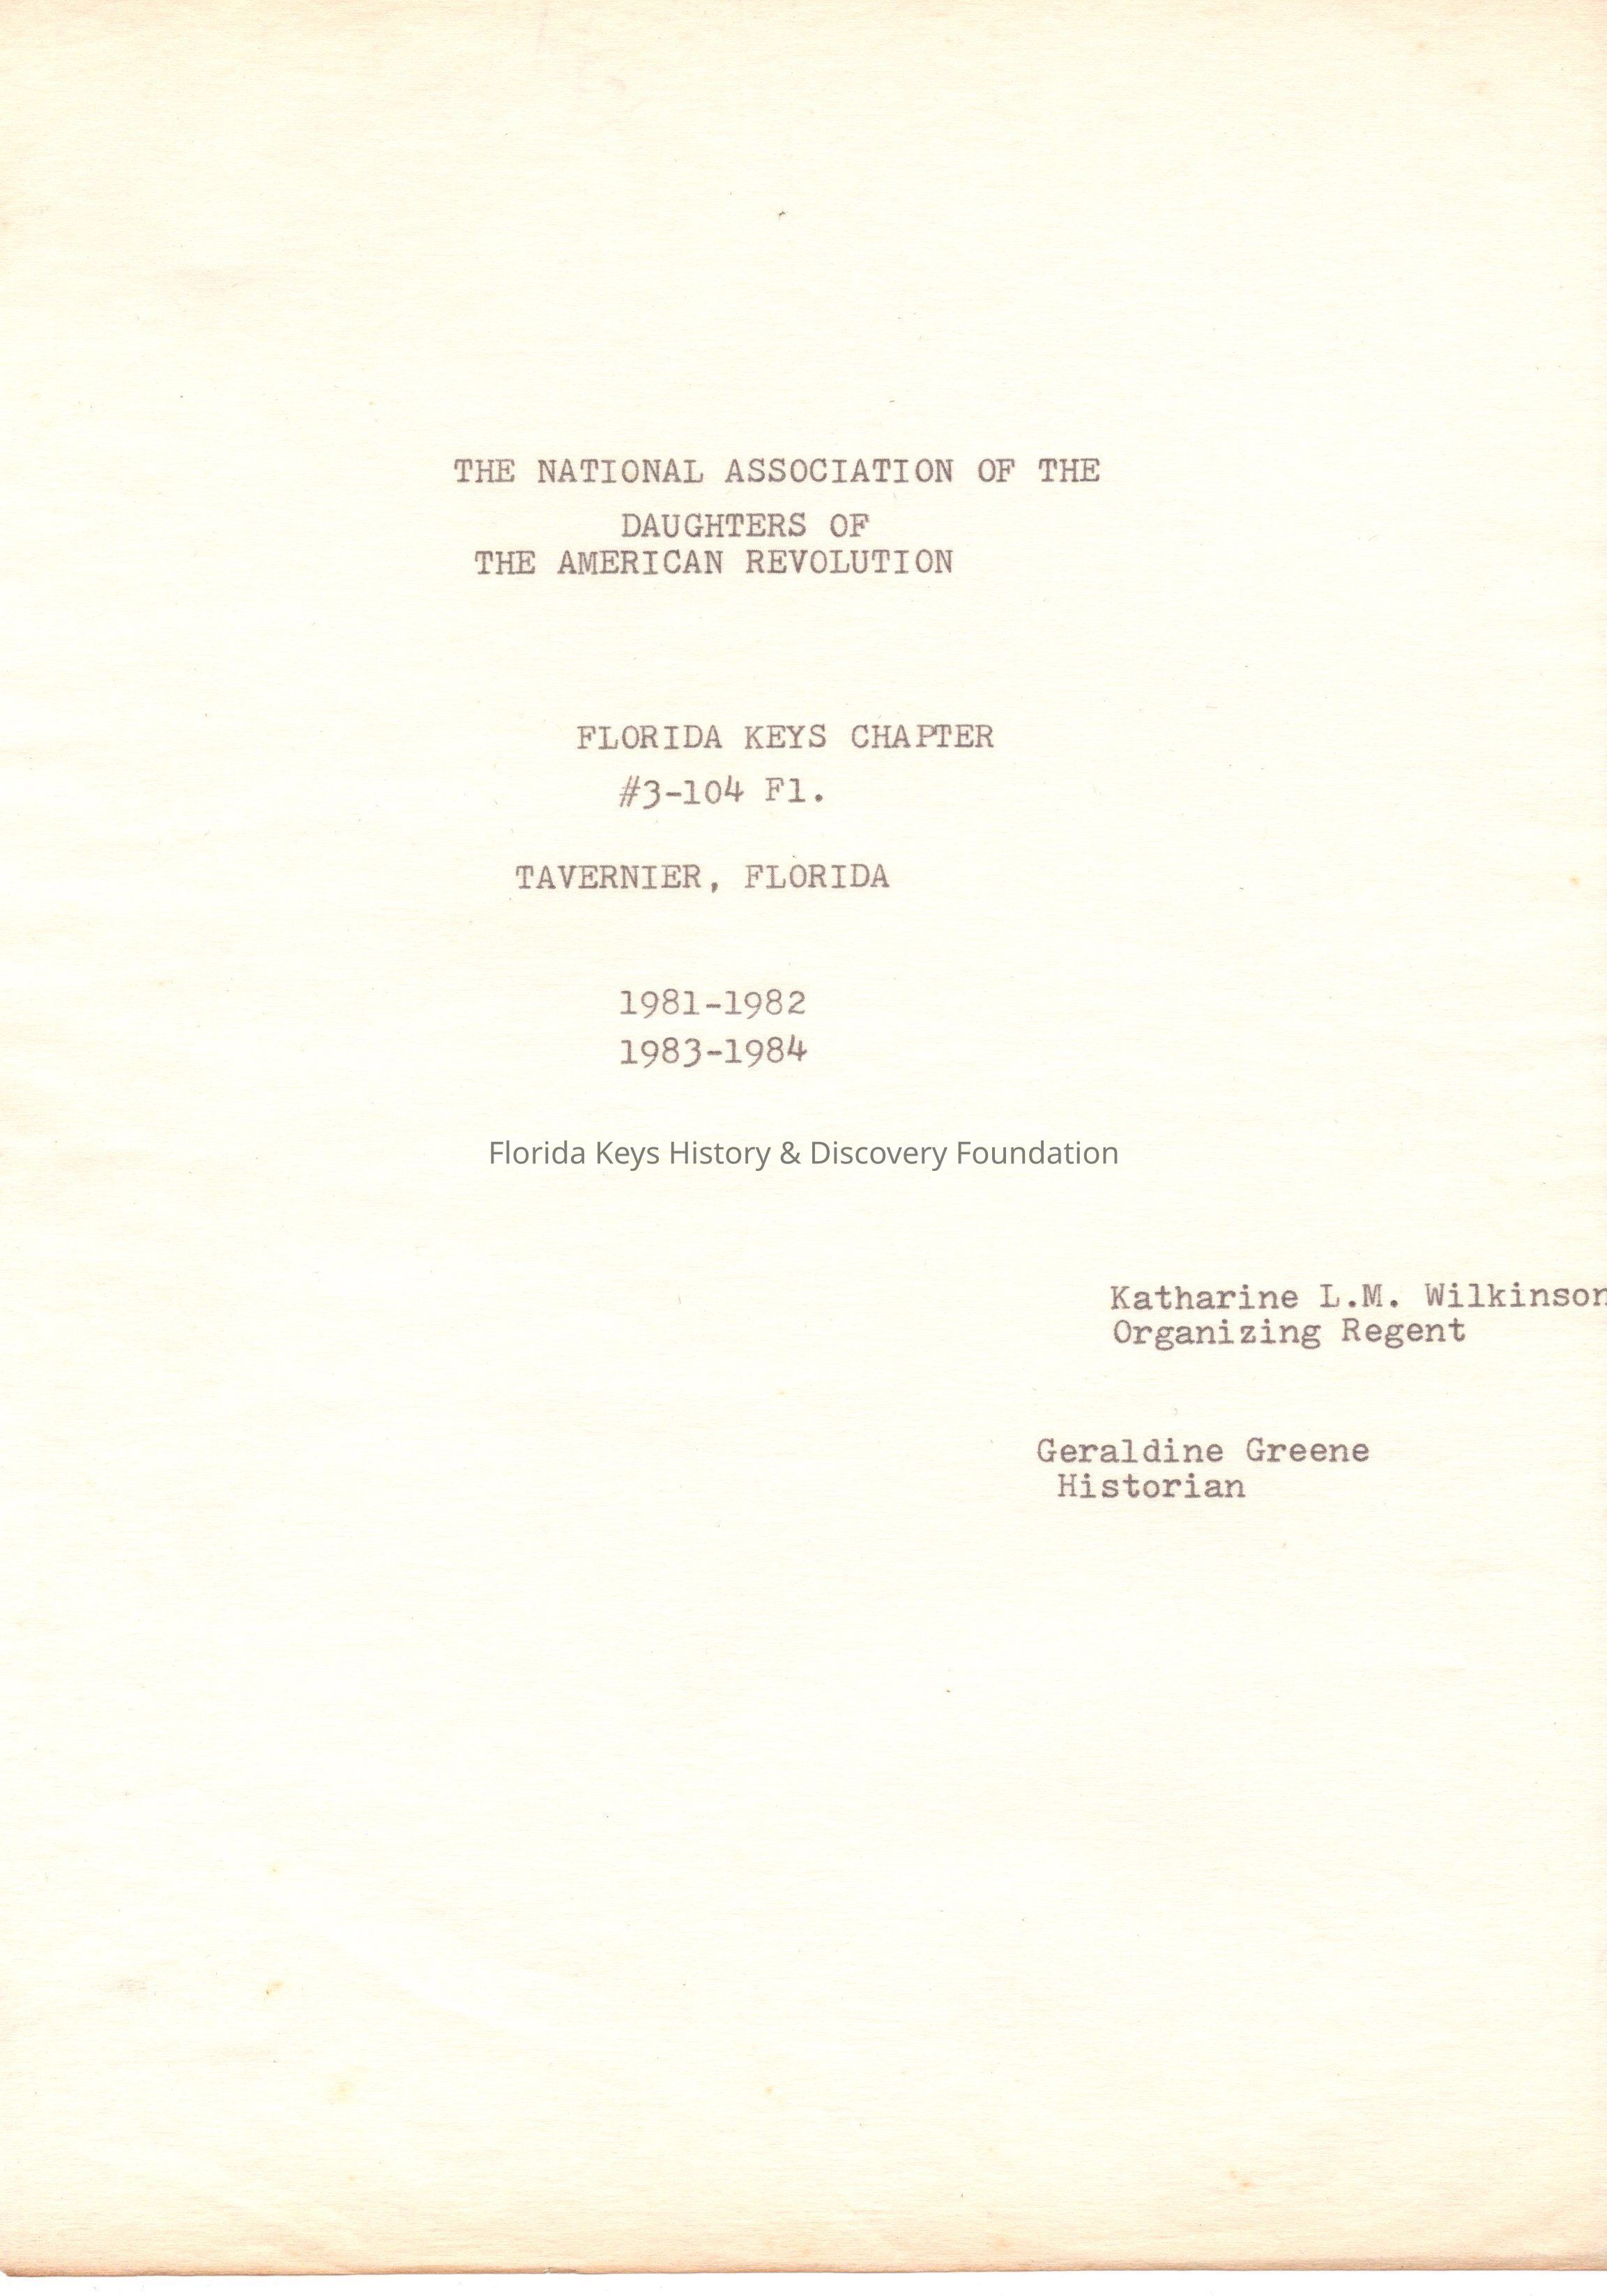 THE NATIONAL ASSOCIATION OF THE
DAUGHTERS OF
THE AMERICAN REVOLUTION
FLORIDA KEYS CHAPTER
#3-104 Fl.
TAVERNIER, FLORIDA
1981-1982
1983-1984
Florida Keys History & Discovery Foundation
Katharine L.M. Wilkinson
Organizing Regent
Geraldine Greene
Historian